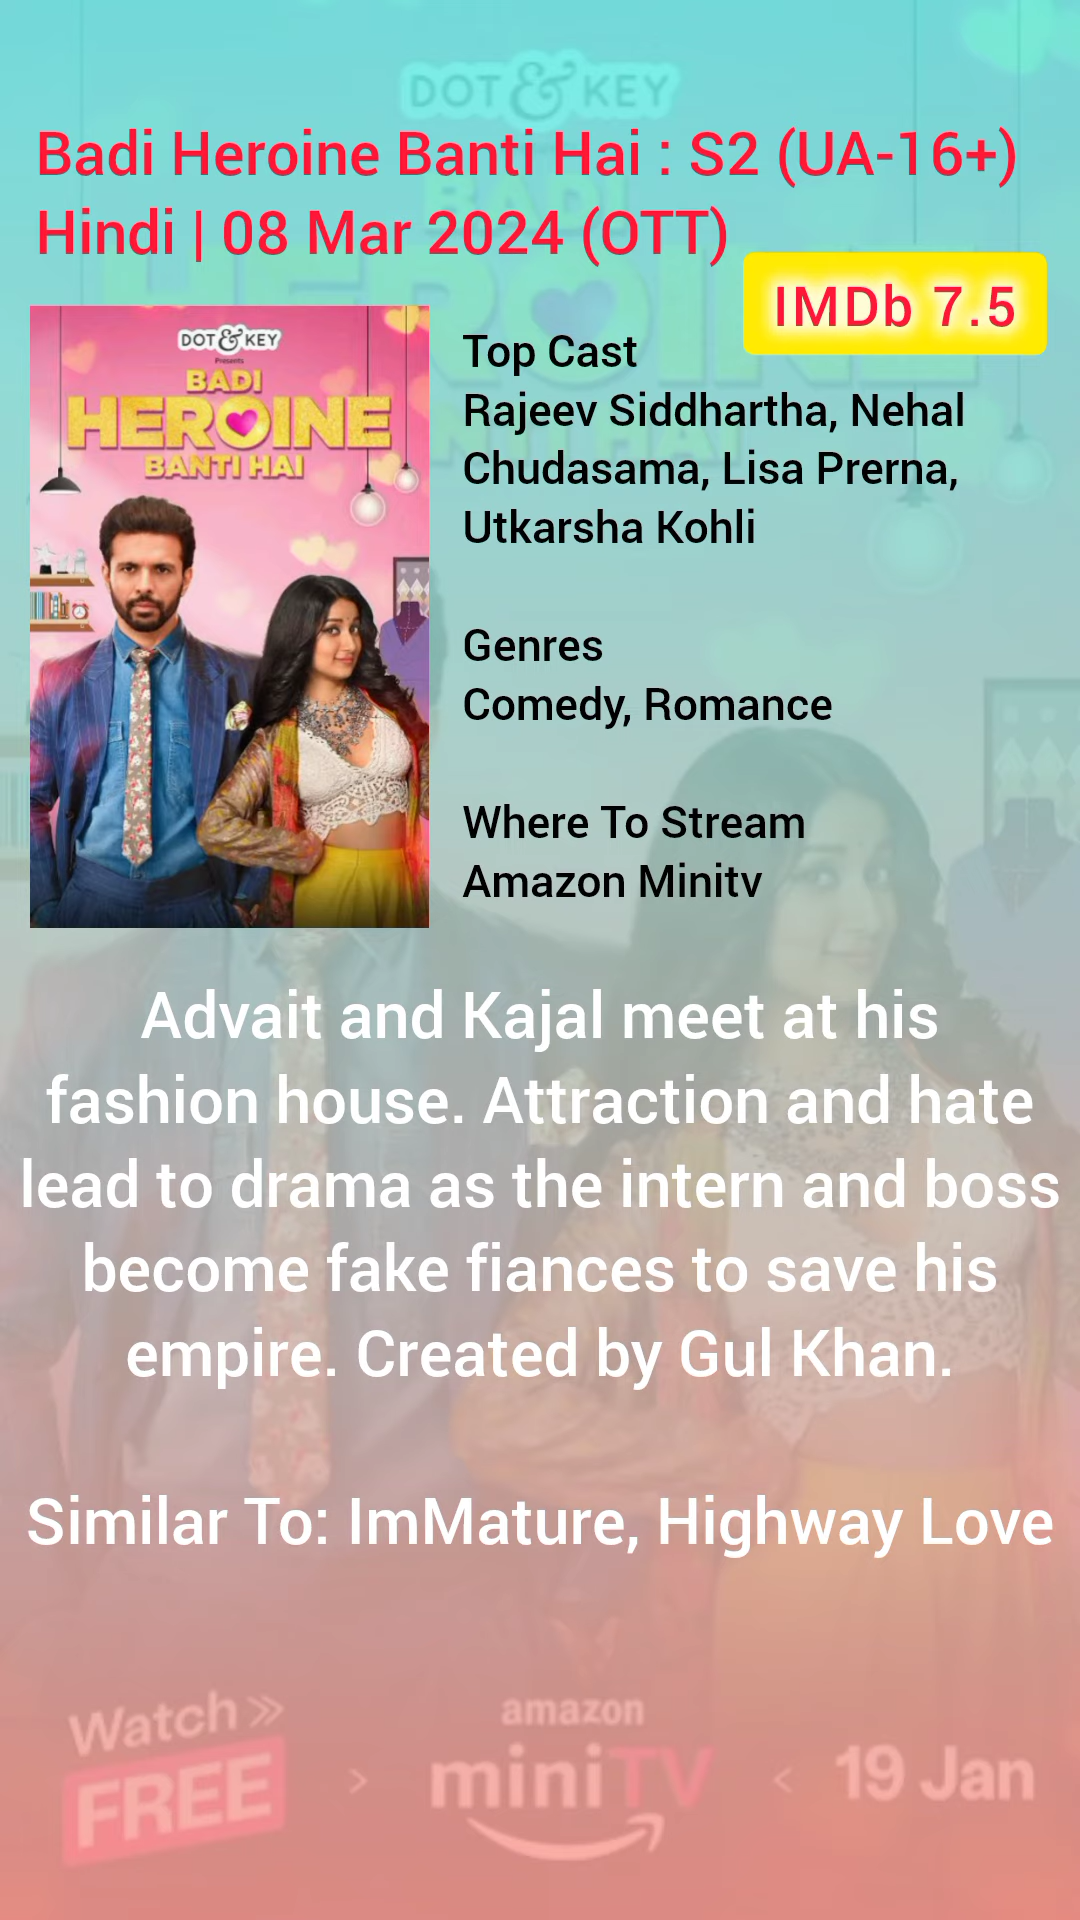 DOT & KEY
Badi Heroine Banti Hai : S2 (UA-16+)
Hindi | 08 Mar 2024 (OTT)
BADI
HEROINE
IMDb 7.5
DOT & KEY
Presents
BADI
HEROINE
BANTI HAI
Top Cast
Rajeev Siddhartha, Nehal
Chudasama, Lisa Prerna,
Utkarsha Kohli
Genres
Comedy, Romance
Where To Stream
Amazon Minitv
Advait and Kajal meet at his
fashion house. Attraction and hate
lead to drama as the intern and boss
become fake fiances to save his
empire. Created by Gul Khan.
Similar To: ImMature, Highway Love
Watch >>
FREE
> amazon
miniTV < 19 Jan